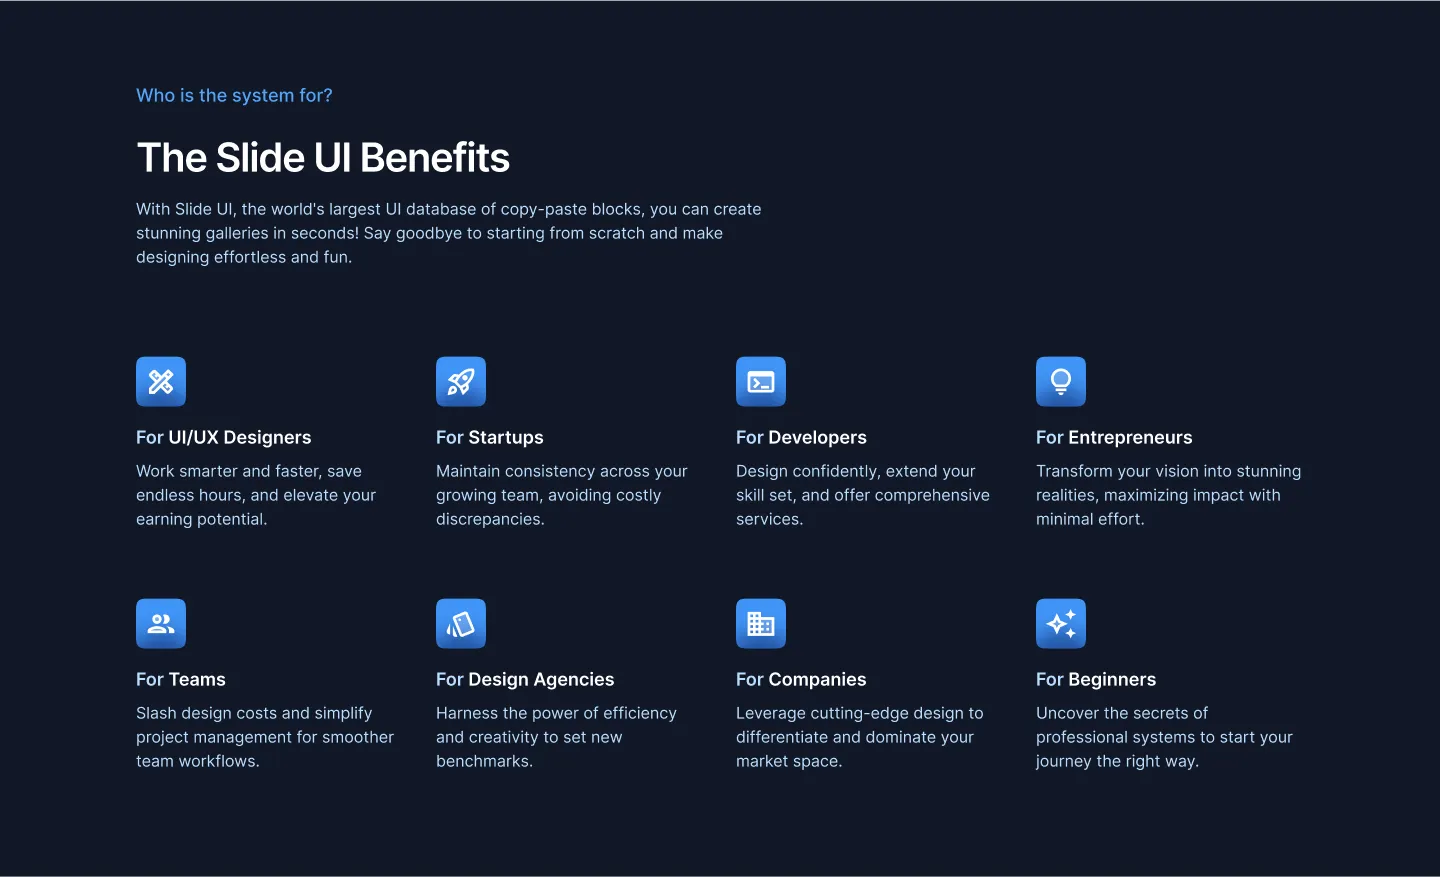 Who is the system for?
The Slide UI Benefits
With Slide UI, the world's largest UI database of copy-paste blocks, you can create
stunning galleries in seconds! Say goodbye to starting from scratch and make
designing effortless and fun.
For UI/UX Designers
Work smarter and faster, save
endless hours, and elevate your
earning potential.
For Startups
Maintain consistency across your
growing team, avoiding costly
discrepancies.
For Developers
Design confidently, extend your
skill set, and offer comprehensive
services.
For Entrepreneurs
Transform your vision into stunning
realities, maximizing impact with
minimal effort.
For Teams
Slash design costs and simplify
project management for smoother
team workflows.
For Design Agencies
Harness the power of efficiency
and creativity to set new
benchmarks.
For Companies
Leverage cutting-edge design to
differentiate and dominate your
market space.
For Beginners
Uncover the secrets of
professional systems to start your
journey the right way.